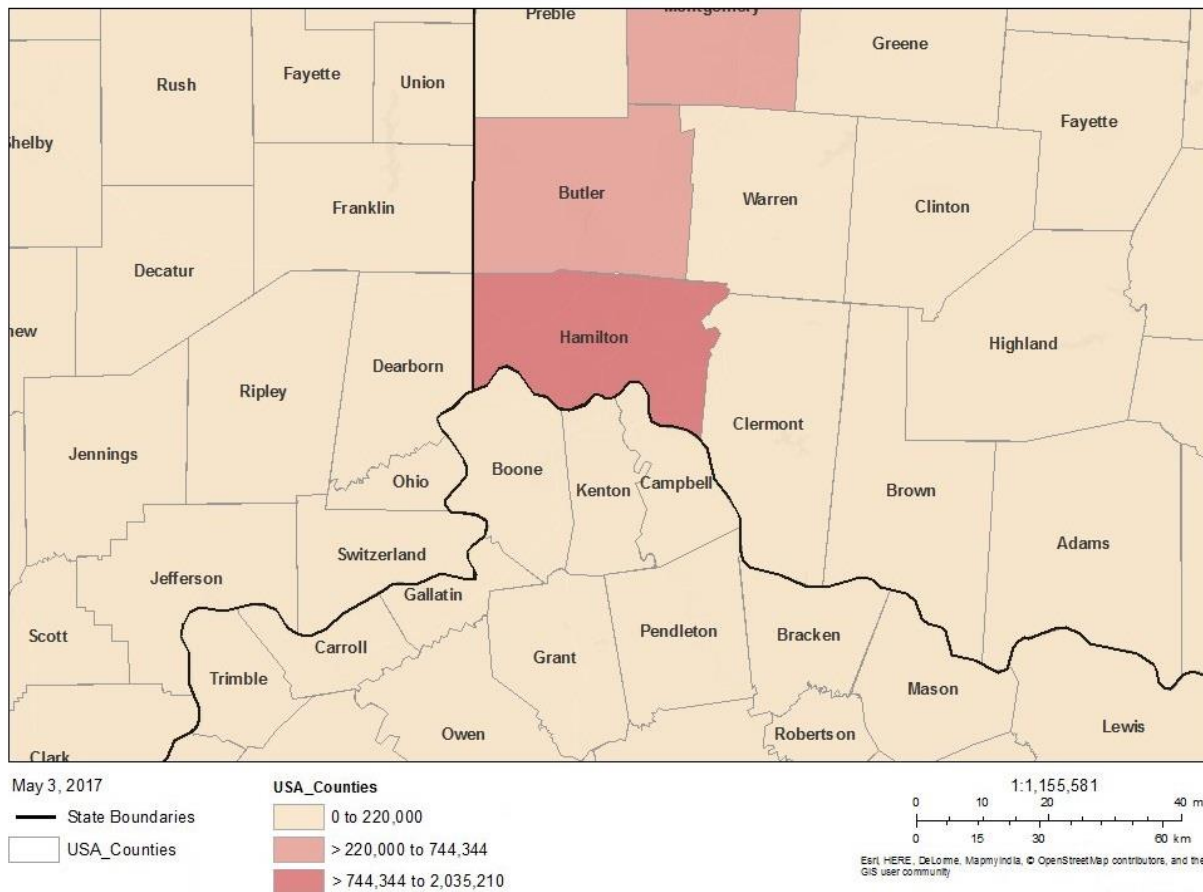 Preble
Montgomery
Greene
Rush
Fayette
Union
Fayette
Shelby
Butler
Warren
Clinton
Franklin
Decatur
Hamilton
Highland
Dearborn
Ripley
Clermont
Jennings
Boone
Ohio
Kenton
Campbell
Brown
Adams
Switzerland
Jefferson
Gallatin
Scott
Carroll
Pendleton
Bracken
Grant
Trimble
Mason
Owen
Robertson
Lewis
Clark
May 3, 2017
State Boundaries
USA_Counties
USA_Counties
0 to 220,000
> 220,000 to 744,344
> 744,344 to 2,035,210
1:1,155,581
0 10 20 40 m
0 15 30 60 km
Esri, HERE, DeLorme, MapmyIndia, © OpenStreetMap contributors, and the
GIS user community